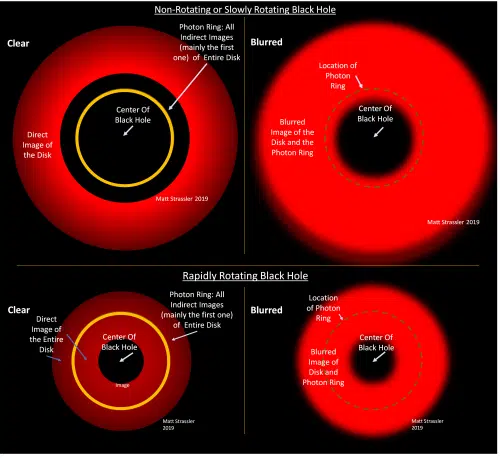 Non-Rotating or Slowly Rotating Black Hole
Clear
Photon Ring: All
Indirect Images
(mainly the first
one) of Entire Disk
Center Of
Black Hole
Direct
Image of
the Disk
Matt Strassler 2019
Blurred
Location of
Photon
Ring
Center Of
Black Hole
Blurred
Image of the
Disk and the
Photon Ring
Matt Strassler 2019
Rapidly Rotating Black Hole
Clear
Direct
Image of
the Entire
Disk
Photon Ring: All
Indirect Images
(mainly the first one)
of Entire Disk
Center Of
Black Hole
Image
Matt Strassler
2019
Blurred
Location
of Photon
Ring
Center Of
Black Hole
Blurred
Image of
Disk and
Photon Ring
Matt Strassler
2019